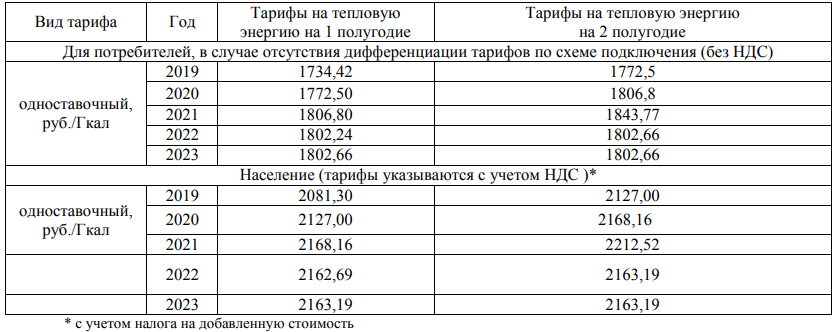 Вид тарифа Год Тарифы на тепловую энергию на 1 полугодие Тарифы на тепловую энергию на 2 полугодие
Для потребителей, в случае отсутствия дифференциации тарифов по схеме подключения (без НДС)
одноставочный, руб./Гкал
2019 1734,42 1772,5
2020 1772,50 1806,8
2021 1806,80 1843,77
2022 1802,24 1802,66
2023 1802,66 1802,66
Население (тарифы указываются с учетом НДС )*
одноставочный, руб./Гкал
2019 2081,30 2127,00
2020 2127,00 2168,16
2021 2168,16 2212,52
2022 2162,69 2163,19
2023 2163,19 2163,19
* с учетом налога на добавленную стоимость